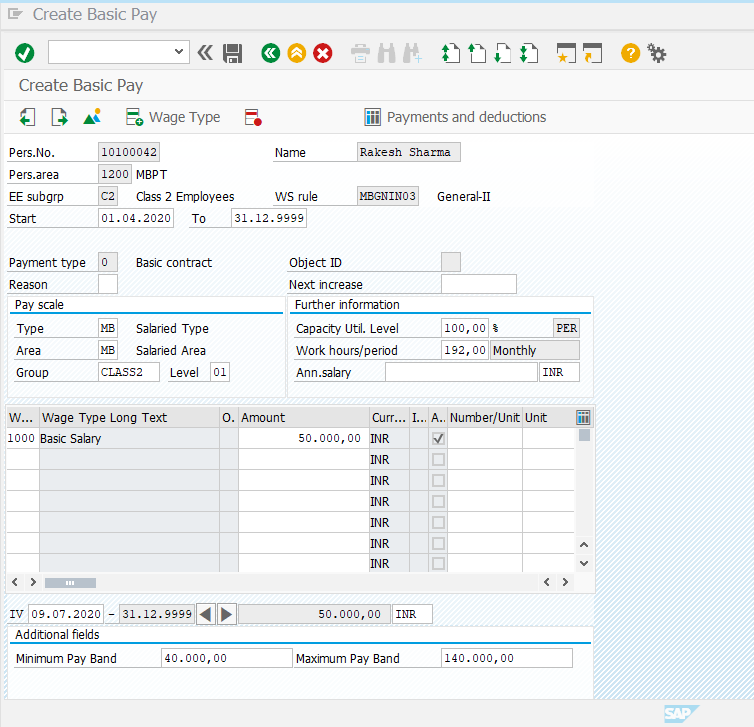 Create Basic Pay
Create Basic Pay
Wage Type Payments and deductions
Pers.No. 10100042 Name Rakesh Sharma
Pers.area 1200 MBPT
EE subgrp C2 Class 2 Employees WS rule MBGNIN03 General-II
Start 01.04.2020 To 31.12.9999
Payment type 0 Basic contract Object ID
Reason Next increase
Pay scale Further information
Type MB Salaried Type Capacity Util. Level 100,00 % PER
Area MB Salaried Area Work hours/period 192,00 Monthly
Group CLASS2 Level 01 Ann.salary INR
W... Wage Type Long Text O. Amount Curr... I... A.. Number/Unit Unit
1000 Basic Salary 50.000,00 INR
INR
INR
INR
INR
INR
INR
IV 09.07.2020 - 31.12.9999 50.000,00 INR
Additional fields
Minimum Pay Band 40.000,00 Maximum Pay Band 140.000,00
SAP